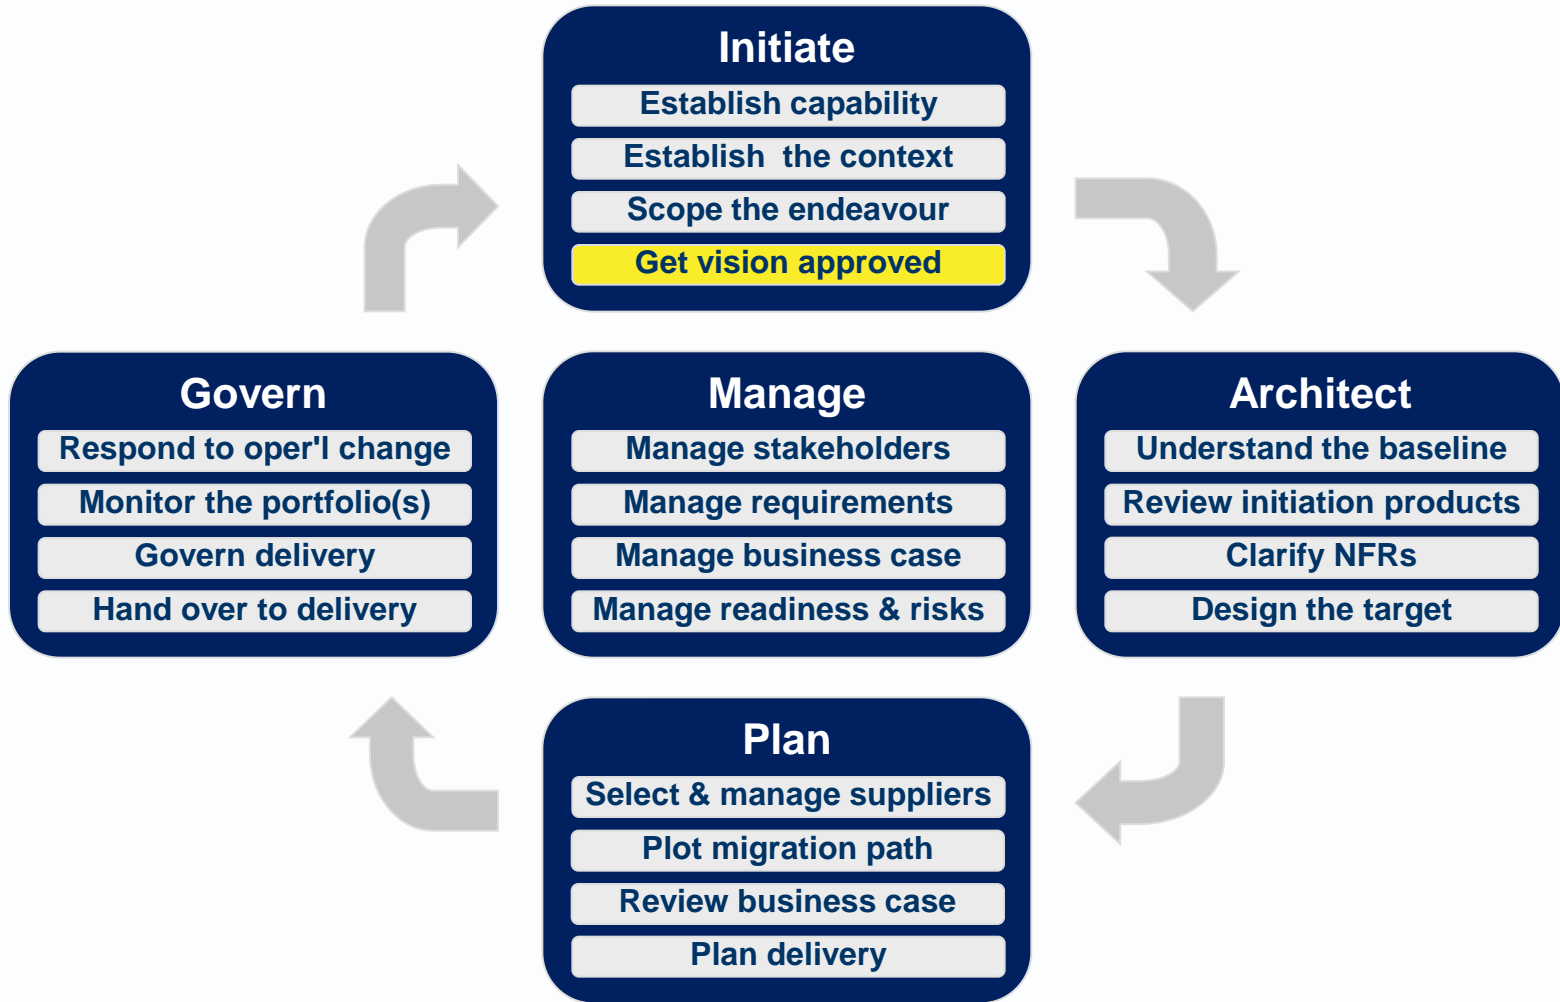 Initiate
Establish capability
Establish  the context
Scope the endeavour
Get vision approved
Govern
Respond to oper'l change
Monitor the portfolio(s)
Govern delivery
Hand over to delivery
Manage
Manage stakeholders
Manage requirements
Manage business case
Manage readiness & risks
Architect
Understand the baseline
Review initiation products
Clarify NFRs
Design the target
Plan
Select & manage suppliers
Plot migration path
Review business case
Plan delivery